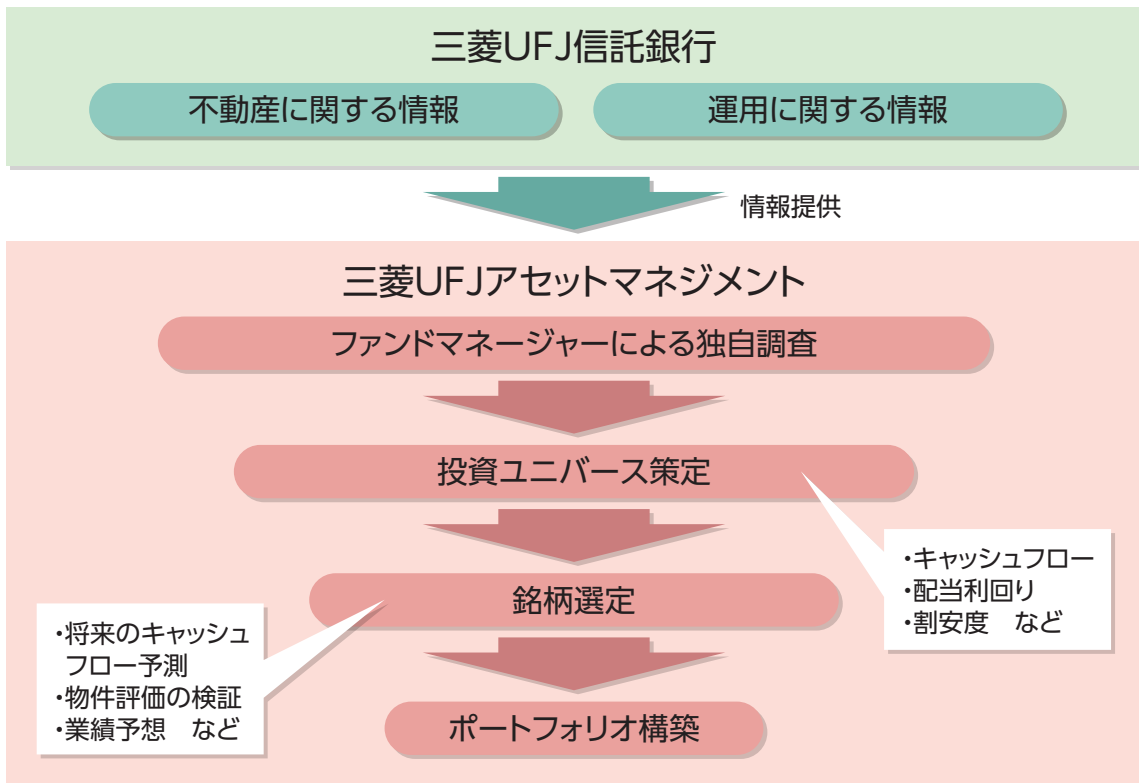 三菱UFJ信託銀行
不動産に関する情報
運用に関する情報
情報提供
三菱UFJアセットマネジメント
ファンドマネージャーによる独自調査
投資ユニバース策定
・キャッシュフロー
・配当利回り
・割安度　など
銘柄選定
・将来のキャッシュ
フロー予測
・物件評価の検証
・業績予想　など
ポートフォリオ構築